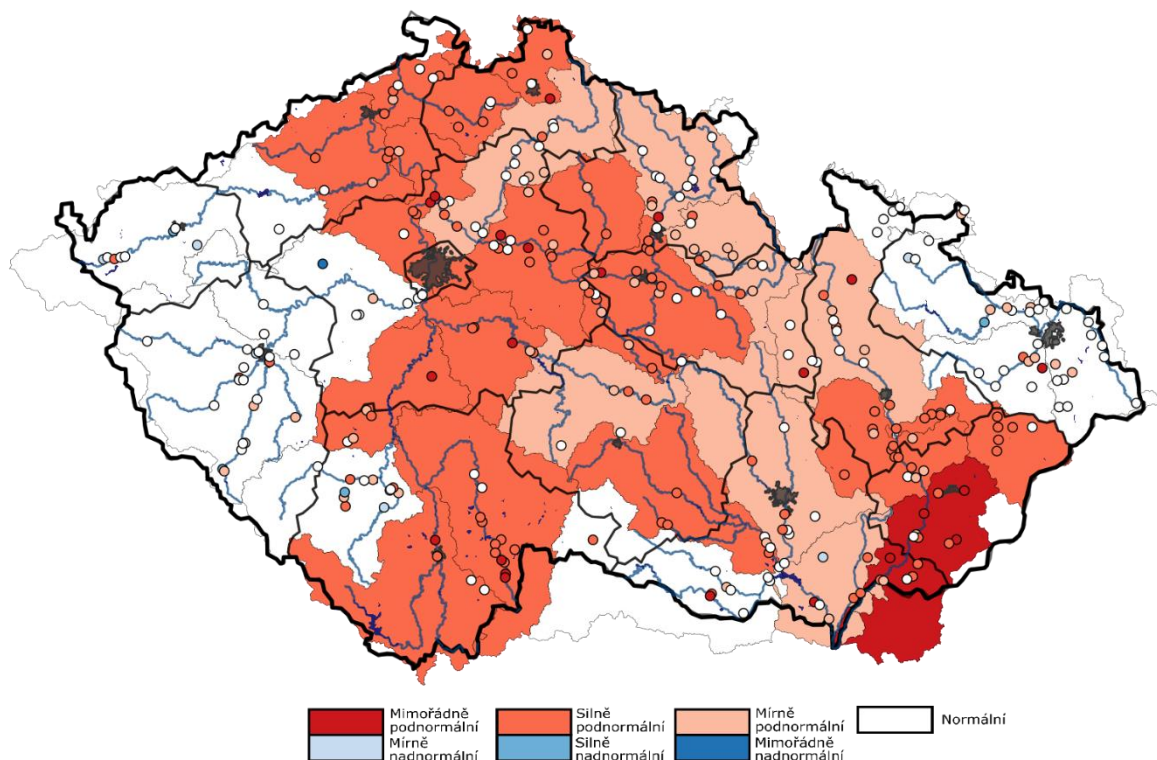 Mimořádně
podnormální
Silně
podnormální
Mírně
podnormální
Normální
Mírně
nadnormální
Silně
nadnormální
Mimořádně
nadnormální